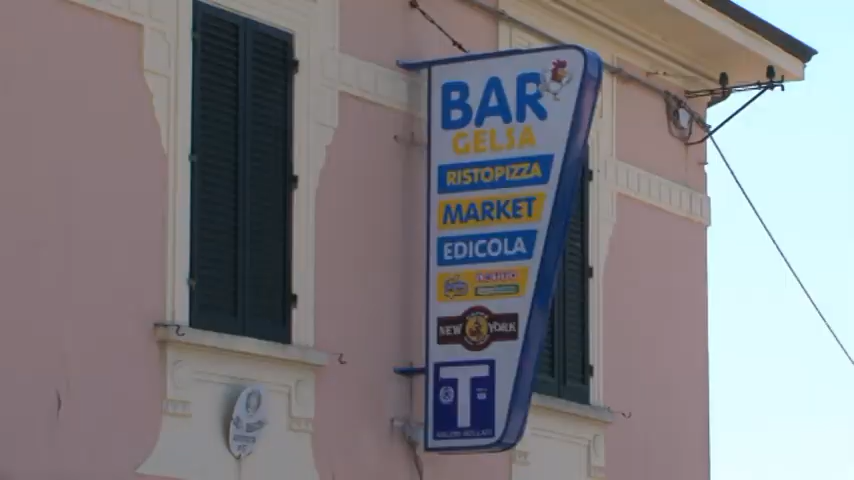 BAR
GELSA
RISTOPIZZA
MARKET
EDICOLA
NEW YORK
T